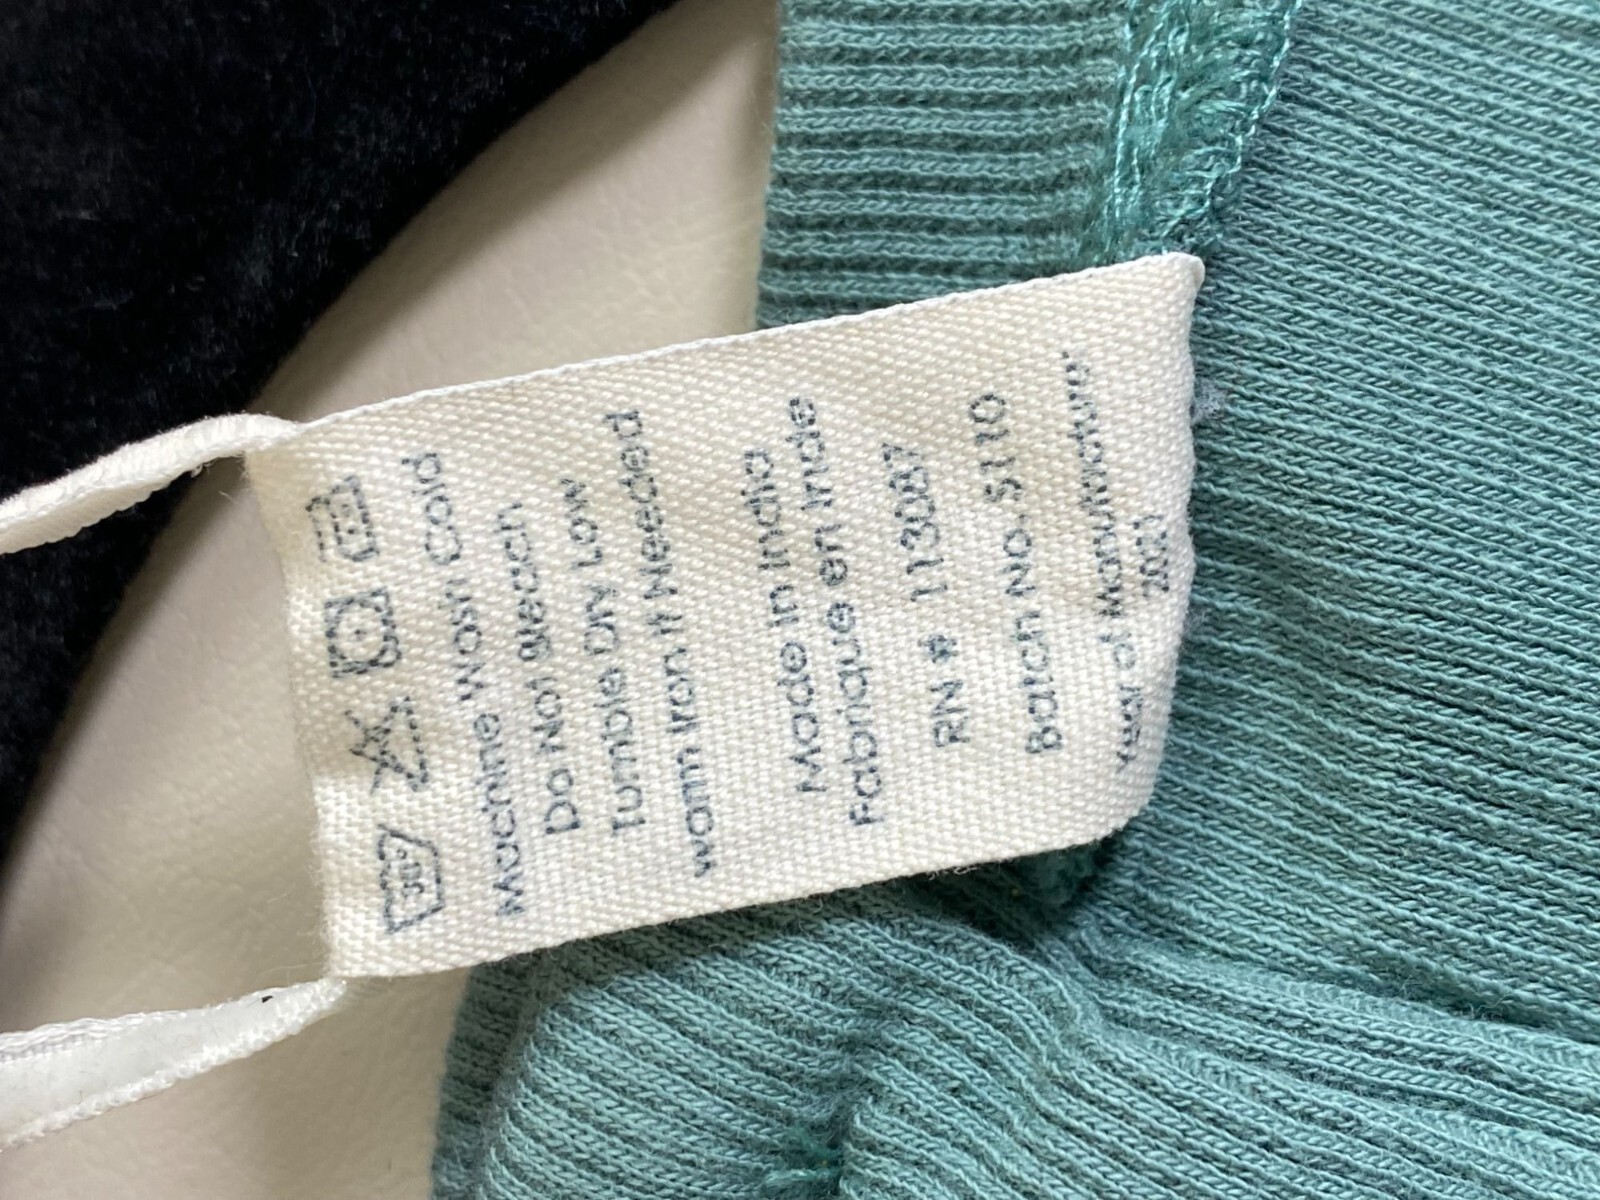 30°
Machine Wash Cold
Do Not Bleach
Tumble Dry Low
Warm Iron If Needed
Made in India
Fabriqué en Inde
RN # 113087
Batch No. S110
Year of Manufacture: